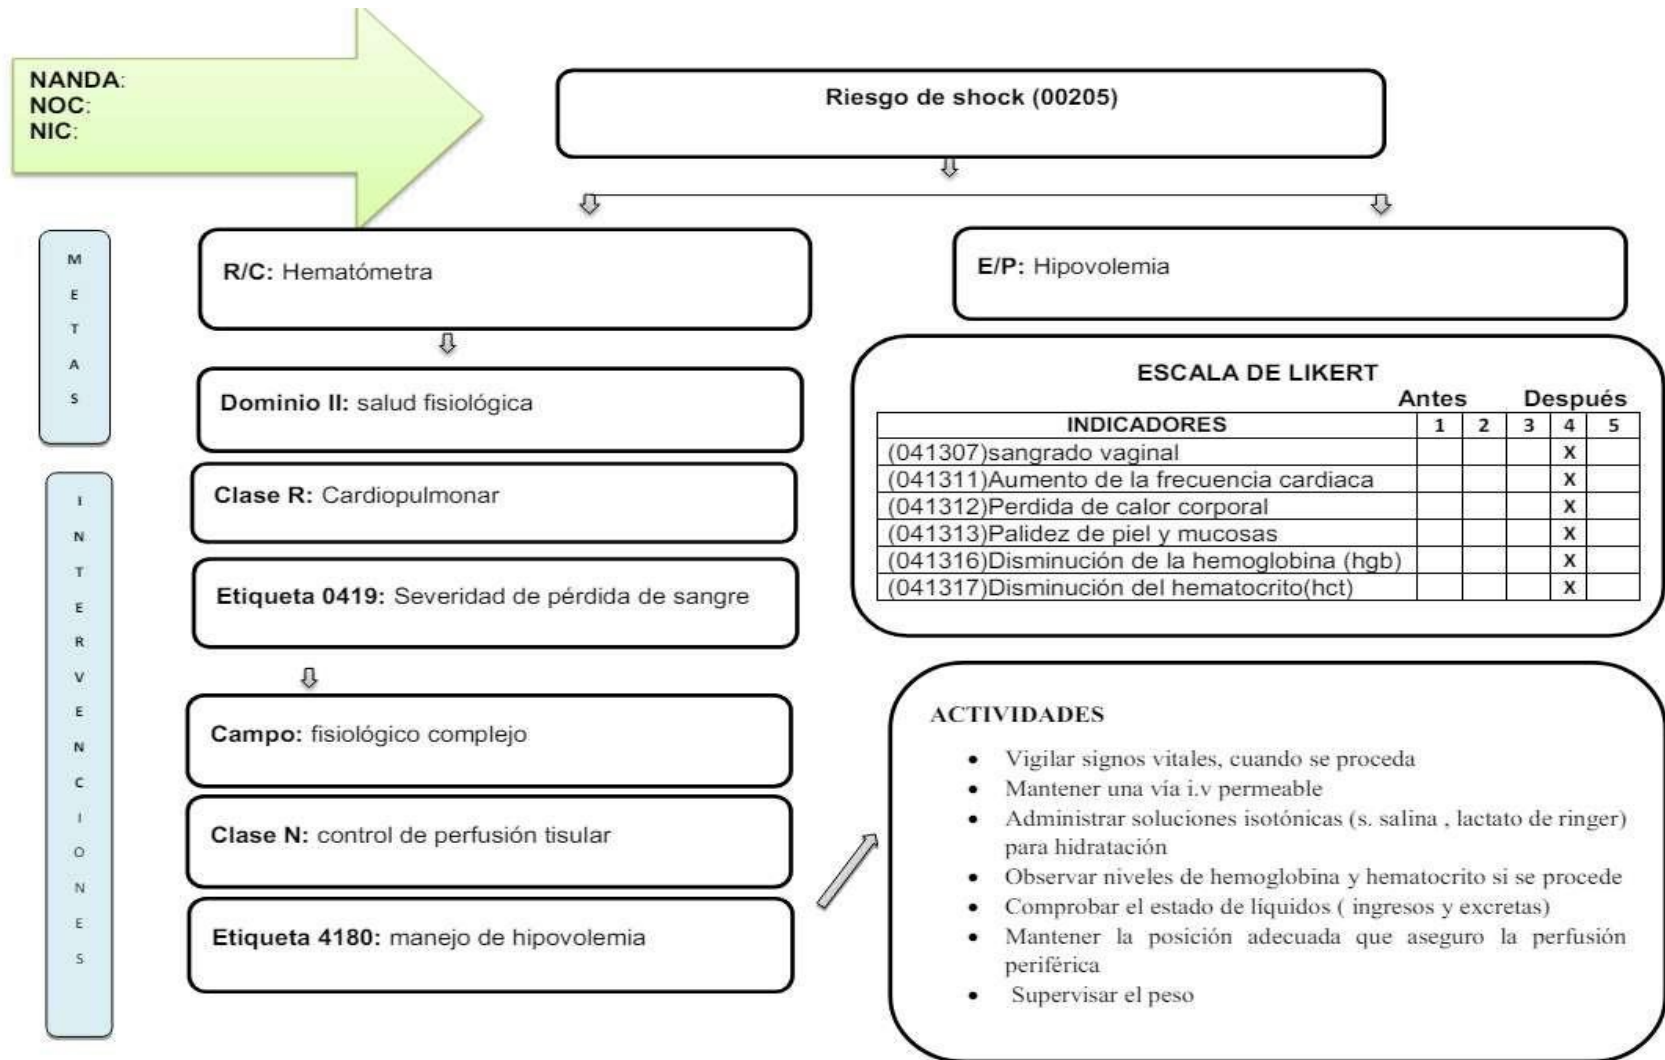 NANDA:
NOC:
NIC:
Riesgo de shock (00205)
METAS
R/C: Hematómetra
E/P: Hipovolemia
Dominio II: salud fisiológica
Clase R: Cardiopulmonar
Etiqueta 0419: Severidad de pérdida de sangre
ESCALA DE LIKERT
Antes Después
INDICADORES 1 2 3 4 5
(041307)sangrado vaginal x
(041311)Aumento de la frecuencia cardiaca x
(041312)Perdida de calor corporal x
(041313)Palidez de piel y mucosas x
(041316)Disminución de la hemoglobina (hgb) x
(041317)Disminución del hematocrito(hct) x
INTERVENCIONES
Campo: fisiológico complejo
Clase N: control de perfusión tisular
Etiqueta 4180: manejo de hipovolemia
ACTIVIDADES
• Vigilar signos vitales, cuando se proceda
• Mantener una vía i.v permeable
• Administrar soluciones isotónicas (s. salina , lactato de ringer)
para hidratación
• Observar niveles de hemoglobina y hematocrito si se procede
• Comprobar el estado de líquidos ( ingresos y excretas)
• Mantener la posición adecuada que aseguro la perfusión
periférica
• Supervisar el peso